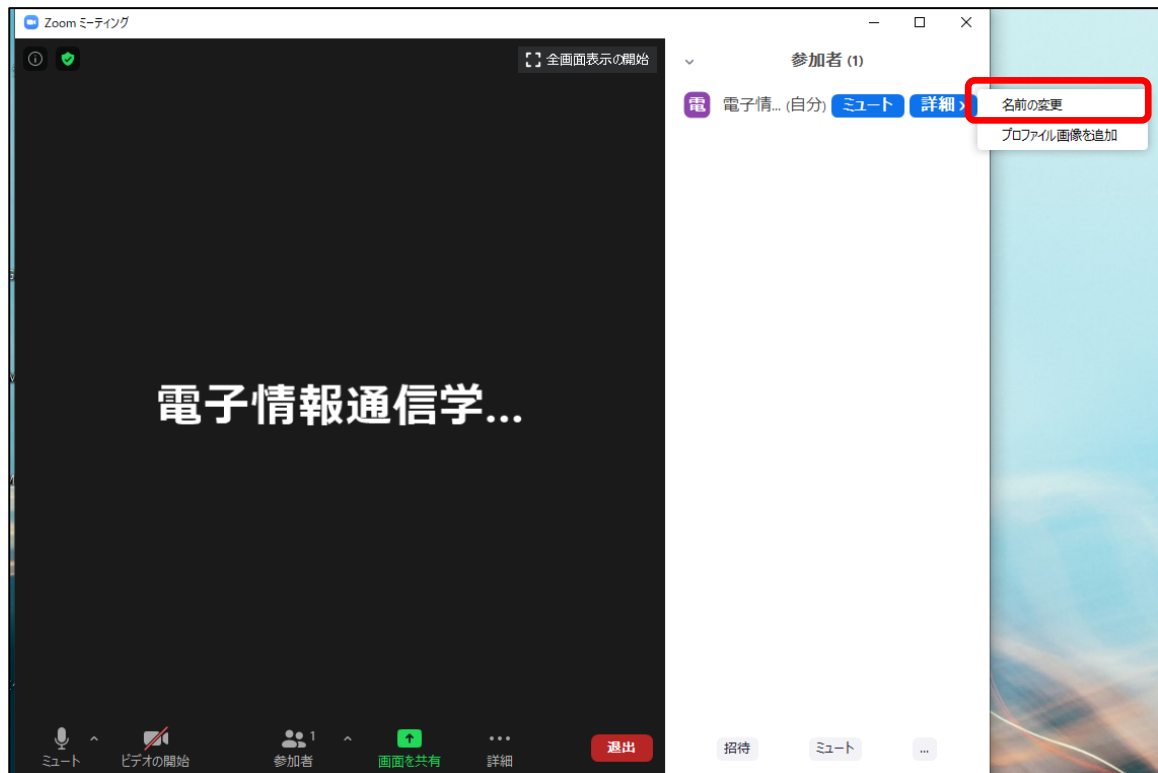 Zoom ミーティング
全画面表示の開始
参加者 (1)
電 電子情... (自分) ミュート 詳細 ›
名前の変更
プロファイル画像を追加
電子情報通信学...
ミュート
ビデオの開始
参加者 1
画面を共有
詳細
退出
招待
ミュート
...